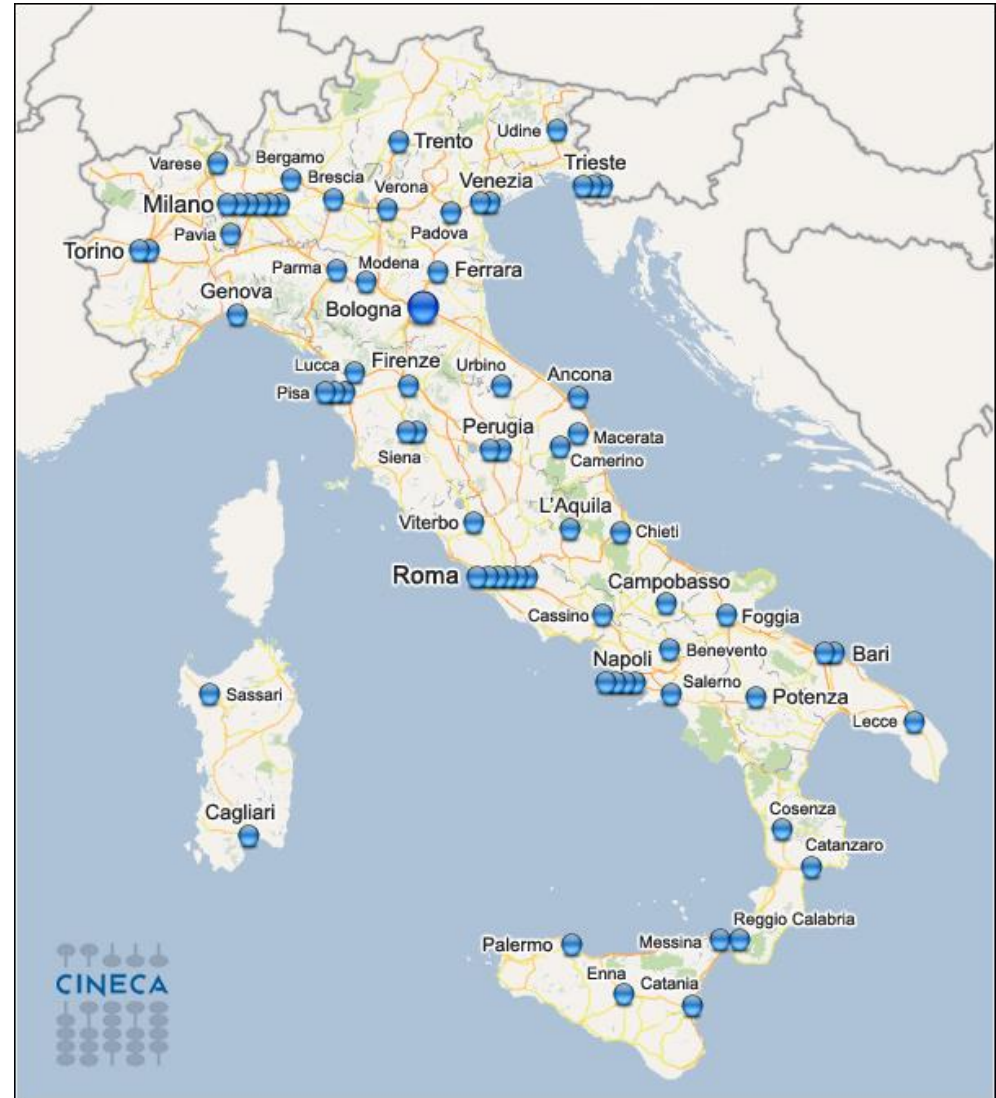 Udine
Trento
Trieste
Varese
Bergamo
Brescia
Verona
Venezia
Milano
Padova
Pavia
Torino
Parma
Modena
Ferrara
Genova
Bologna
Lucca
Firenze
Urbino
Ancona
Pisa
Perugia
Macerata
Siena
Camerino
L'Aquila
Viterbo
Chieti
Roma
Campobasso
Cassino
Foggia
Benevento
Napoli
Bari
Salerno
Sassari
Potenza
Lecce
Cagliari
Cosenza
Catanzaro
Reggio Calabria
Messina
Palermo
Enna
Catania
CINECA